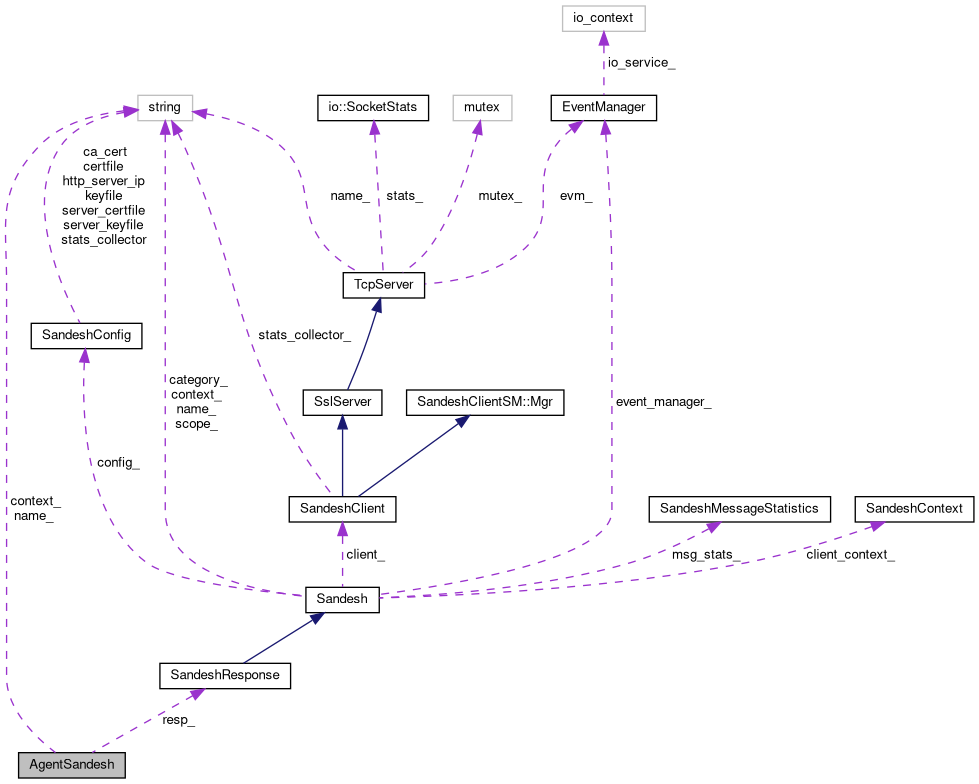 io_context
io_service_
string
io::SocketStats
mutex
EventManager
ca_cert
certfile
http_server_ip
keyfile
server_certfile
server_keyfile
stats_collector
name_
stats_
mutex_
evm_
TcpServer
SandeshConfig
stats_collector_
category_
context_
name_
scope_
SslServer
SandeshClientSM::Mgr
event_manager_
config_
context_
name_
SandeshClient
SandeshMessageStatistics
SandeshContext
client_
msg_stats_
client_context_
Sandesh
SandeshResponse
resp_
AgentSandesh